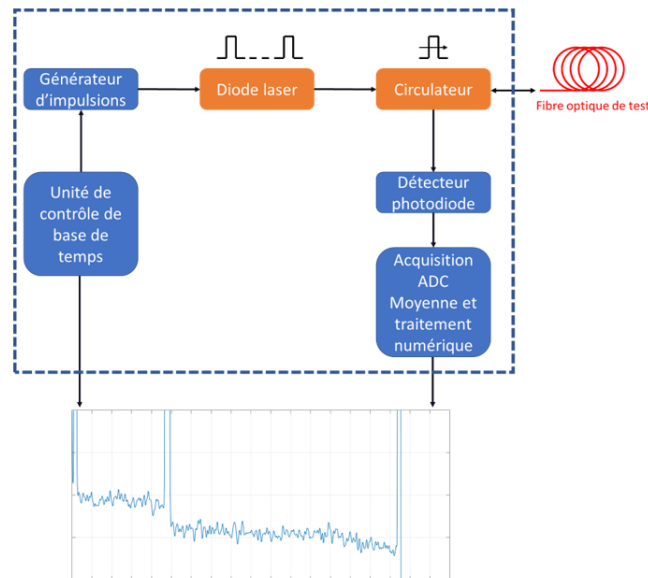 Générateur
d'impulsions
Diode laser
Circulateur
Fibre optique de test
Unité de
contrôle de
base de
temps
Détecteur
photodiode
Acquisition
ADC
Moyenne et
traitement
numérique